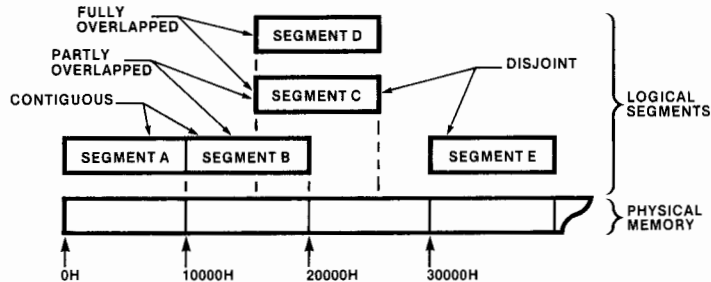 FULLY
OVERLAPPED
SEGMENT D
PARTLY
OVERLAPPED
DISJOINT
SEGMENT C
CONTIGUOUS
LOGICAL
SEGMENTS
SEGMENT A
SEGMENT B
SEGMENT E
PHYSICAL
MEMORY
0H
10000H
20000H
30000H